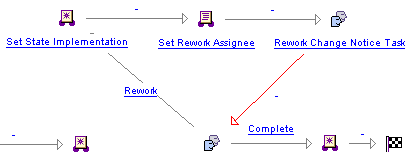 Set State Implementation
Set Rework Assignee
Rework Change Notice Task
Rework
Complete